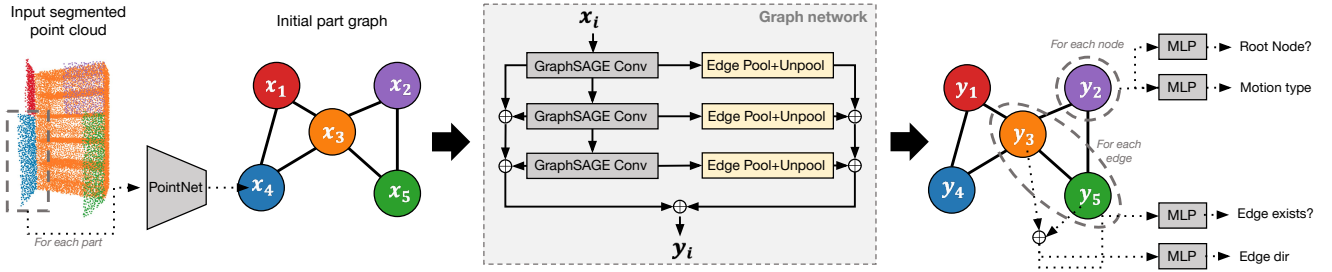 Input segmented
point cloud
For each part
PointNet
Initial part graph
x₁
x₂
x₃
x₄
x₅
Graph network
xᵢ
GraphSAGE Conv
Edge Pool+Unpool
GraphSAGE Conv
Edge Pool+Unpool
GraphSAGE Conv
Edge Pool+Unpool
yᵢ
For each node
y₁
y₂
y₃
For each
edge
y₄
y₅
MLP
Root Node?
MLP
Motion type
MLP
Edge exists?
MLP
Edge dir